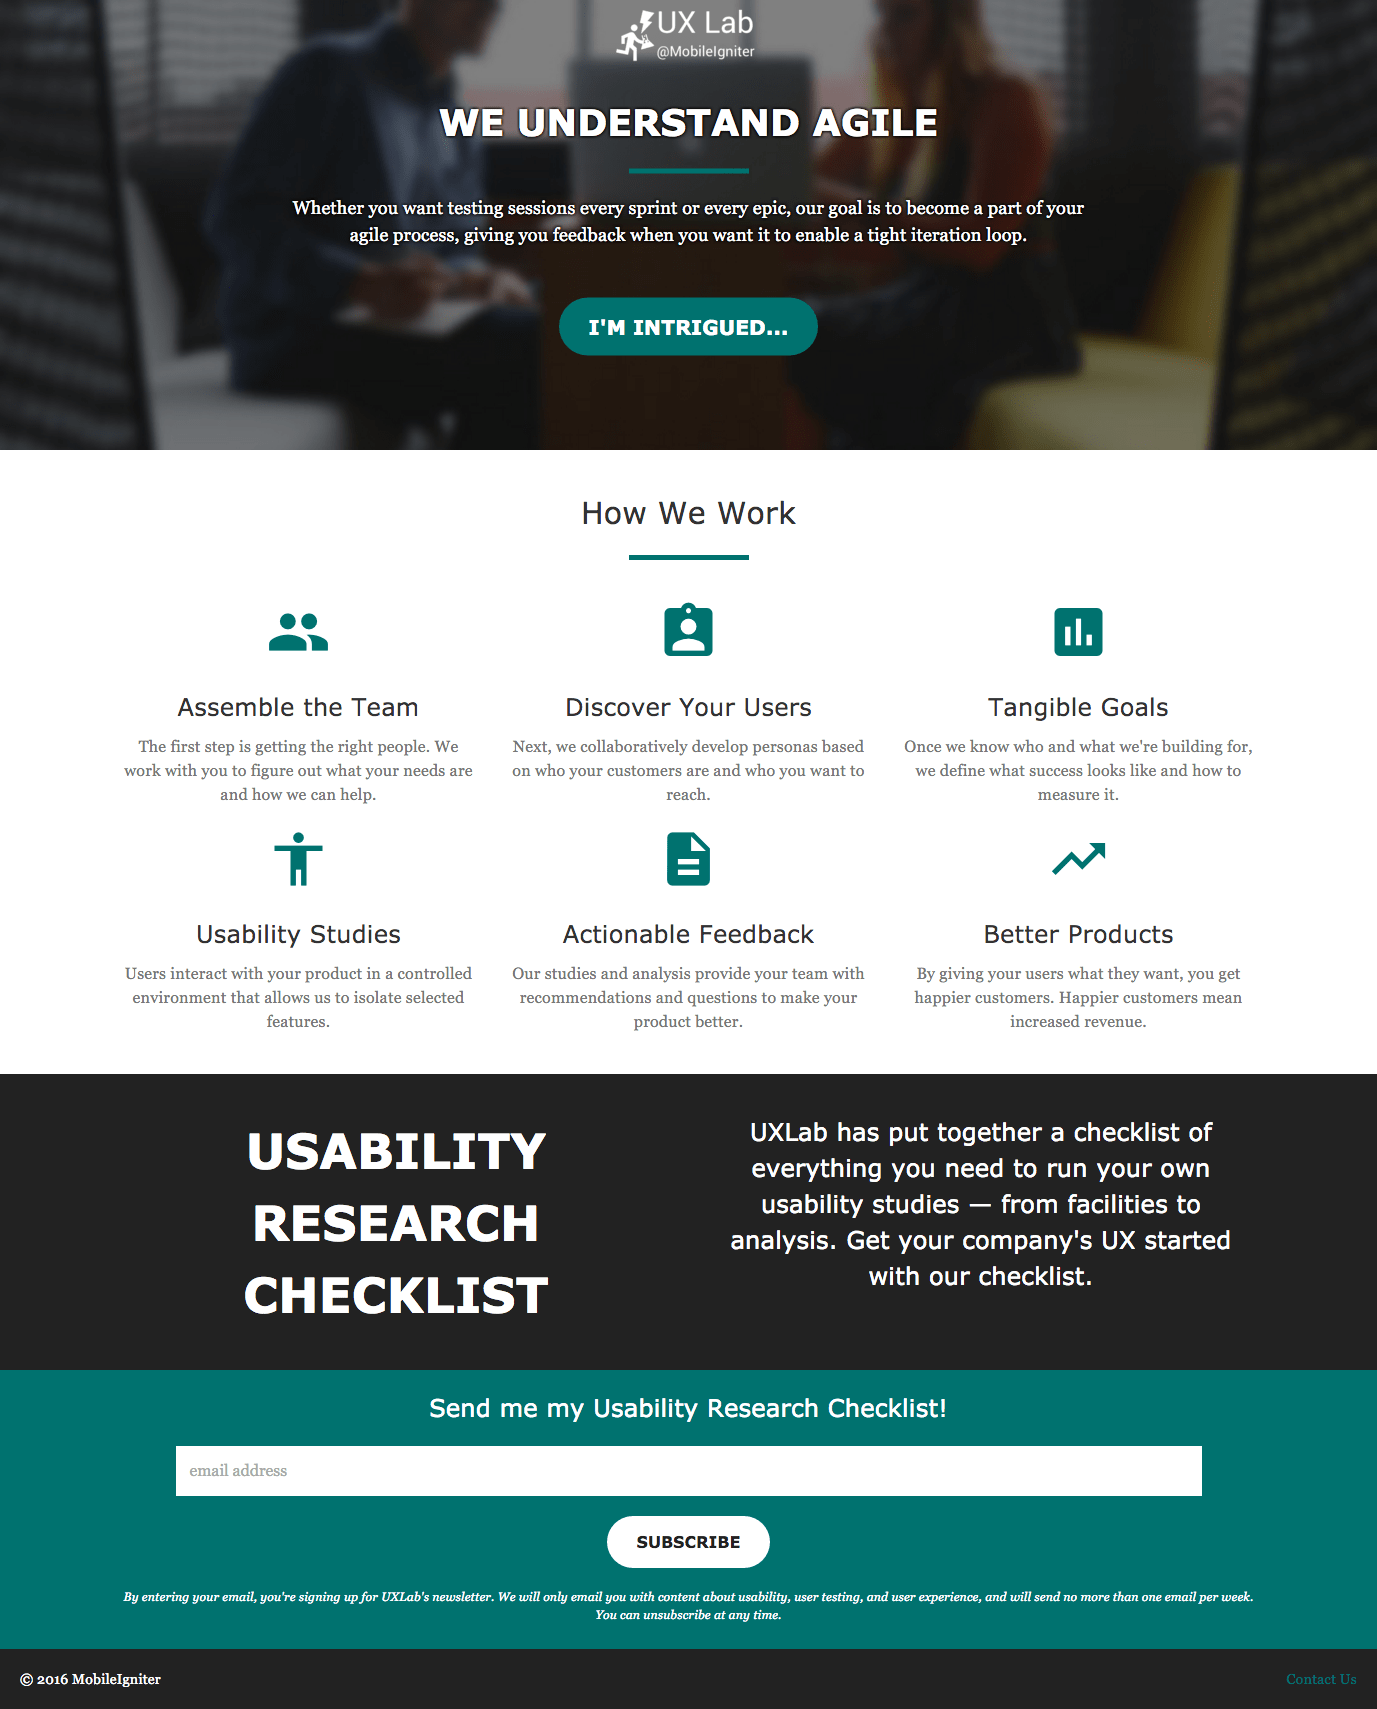 UX Lab
@MobileIgniter
WE UNDERSTAND AGILE
Whether you want testing sessions every sprint or every epic, our goal is to become a part of your
agile process, giving you feedback when you want it to enable a tight iteration loop.
I'M INTRIGUED...
How We Work
Assemble the Team
The first step is getting the right people. We
work with you to figure out what your needs are
and how we can help.
Discover Your Users
Next, we collaboratively develop personas based
on who your customers are and who you want to
reach.
Tangible Goals
Once we know who and what we're building for,
we define what success looks like and how to
measure it.
Usability Studies
Users interact with your product in a controlled
environment that allows us to isolate selected
features.
Actionable Feedback
Our studies and analysis provide your team with
recommendations and questions to make your
product better.
Better Products
By giving your users what they want, you get
happier customers. Happier customers mean
increased revenue.
USABILITY
RESEARCH
CHECKLIST
UXLab has put together a checklist of
everything you need to run your own
usability studies — from facilities to
analysis. Get your company's UX started
with our checklist.
Send me my Usability Research Checklist!
email address
SUBSCRIBE
By entering your email, you're signing up for UXLab's newsletter. We will only email you with content about usability, user testing, and user experience, and will send no more than one email per week.
You can unsubscribe at any time.
© 2016 MobileIgniter
Contact Us